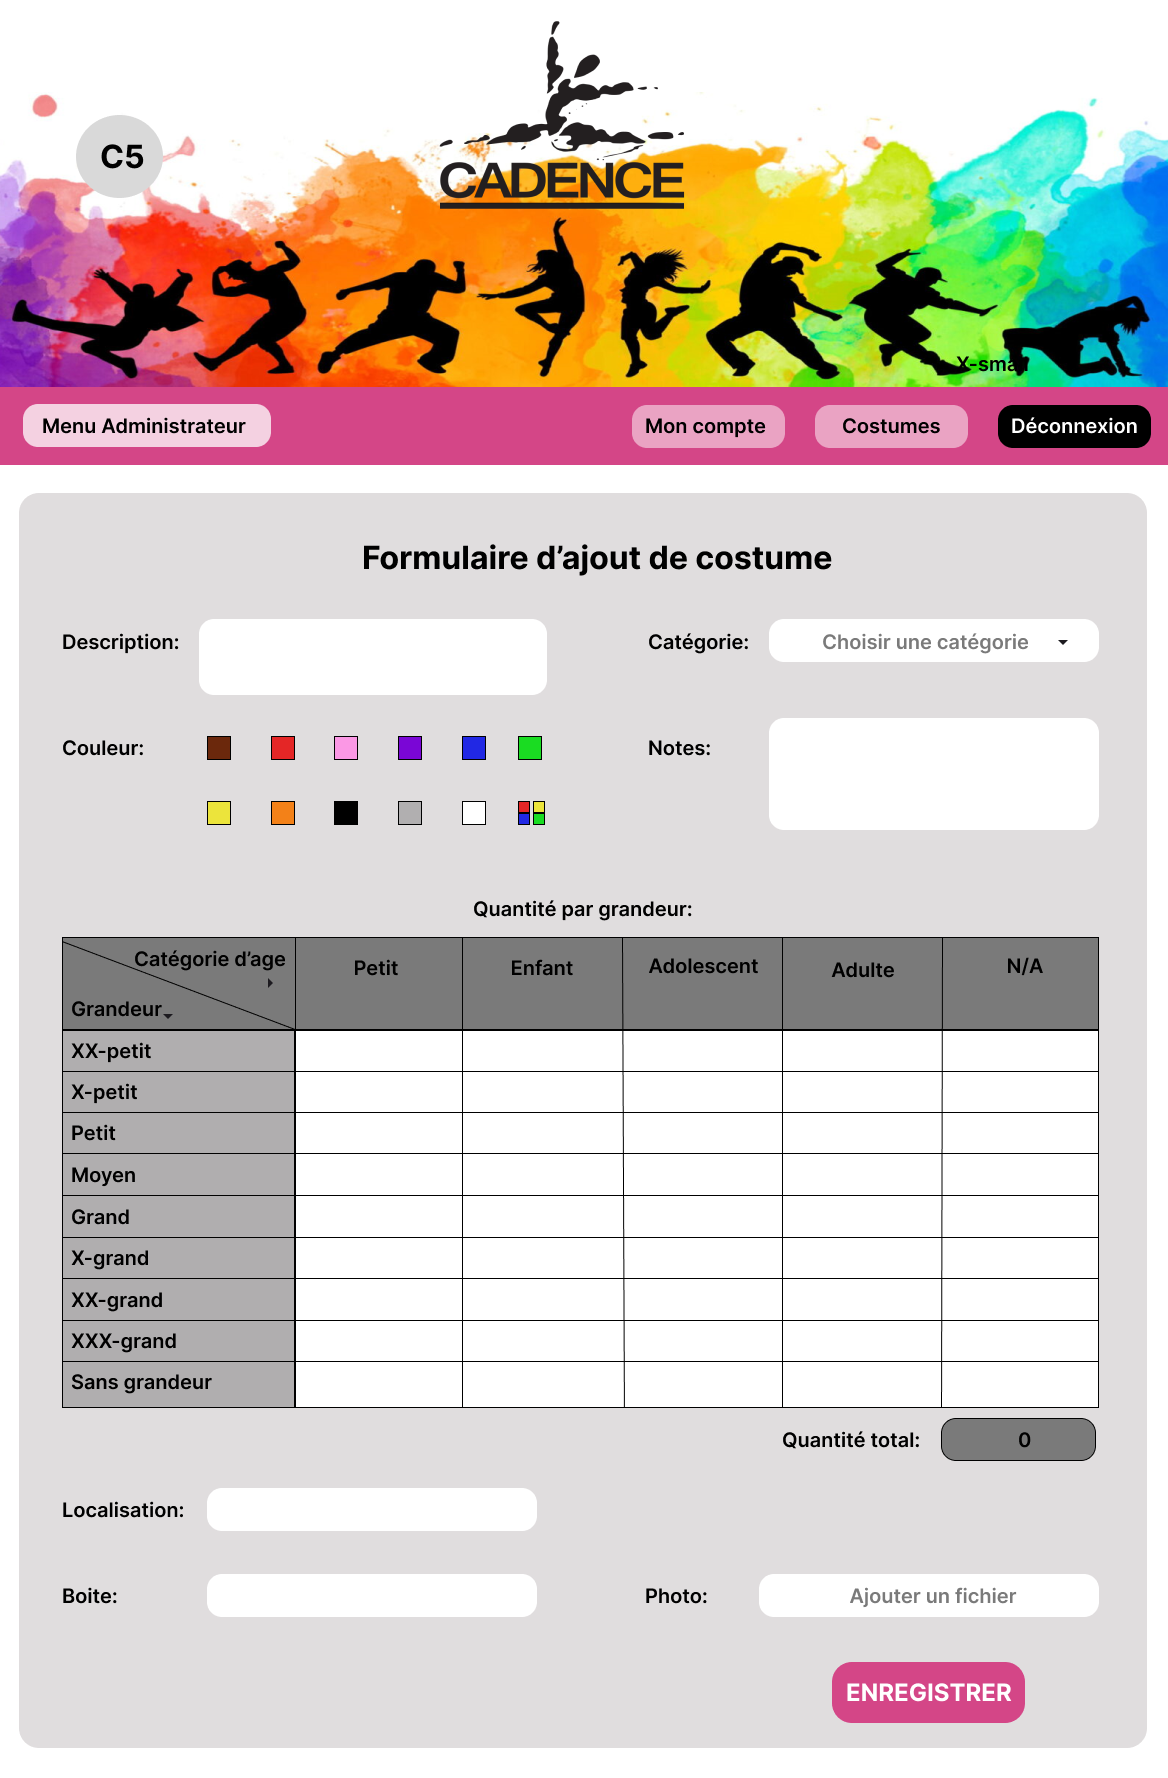 C5
CADENCE
X-small
Menu Administrateur
Mon compte
Costumes
Déconnexion
Formulaire d’ajout de costume
Description:
Catégorie:
Choisir une catégorie
Couleur:
Notes:
Quantité par grandeur:
Catégorie d’age
Grandeur
Petit
Enfant
Adolescent
Adulte
N/A
XX-petit
X-petit
Petit
Moyen
Grand
X-grand
XX-grand
XXX-grand
Sans grandeur
Quantité total:
0
Localisation:
Boite:
Photo:
Ajouter un fichier
ENREGISTRER